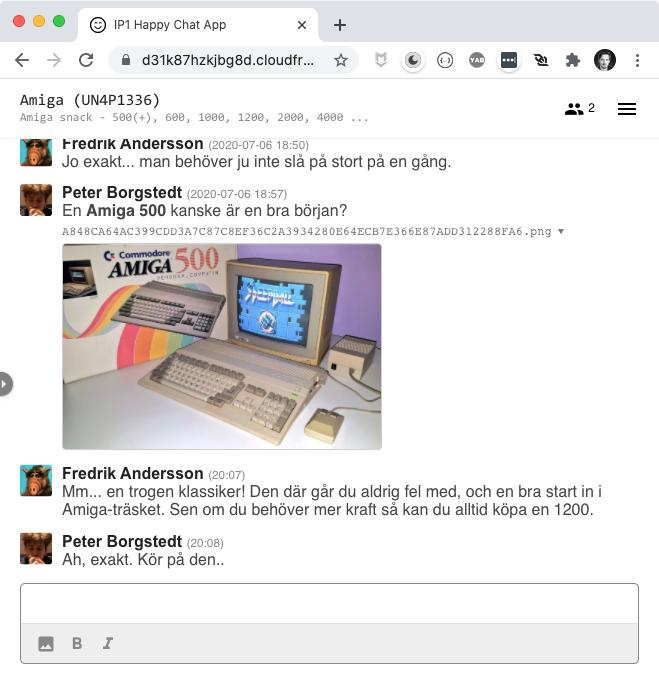 IP1 Happy Chat App
d31k87hzkjbg8d.cloudfr...
YAB
Amiga (UN4P1336)
Amiga snack - 500(+), 600, 1000, 1200, 2000, 4000 ...
2
Fredrik Andersson (2020-07-06 18:50)
Jo exakt... man behöver ju inte slå på stort på en gång.
Peter Borgstedt (2020-07-06 18:57)
En Amiga 500 kanske är en bra början?
A848CA64AC399CDD3A7C87C8EF36C2A3934280E64ECB7E366E87ADD312288FA6.png
Commodore
AMIGA 500
PERSONAL COMPUTER
SPEEDBALL
Fredrik Andersson (20:07)
Mm... en trogen klassiker! Den där går du aldrig fel med, och en bra start in i
Amiga-träsket. Sen om du behöver mer kraft så kan du alltid köpa en 1200.
Peter Borgstedt (20:08)
Ah, exakt. Kör på den..
B I